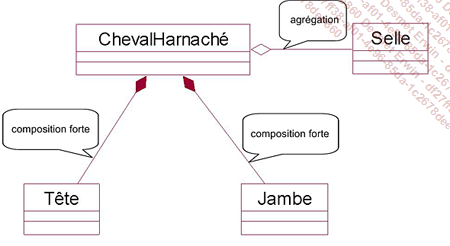 agrégation
ChevalHarnaché
Selle
composition forte
composition forte
Tête
Jambe